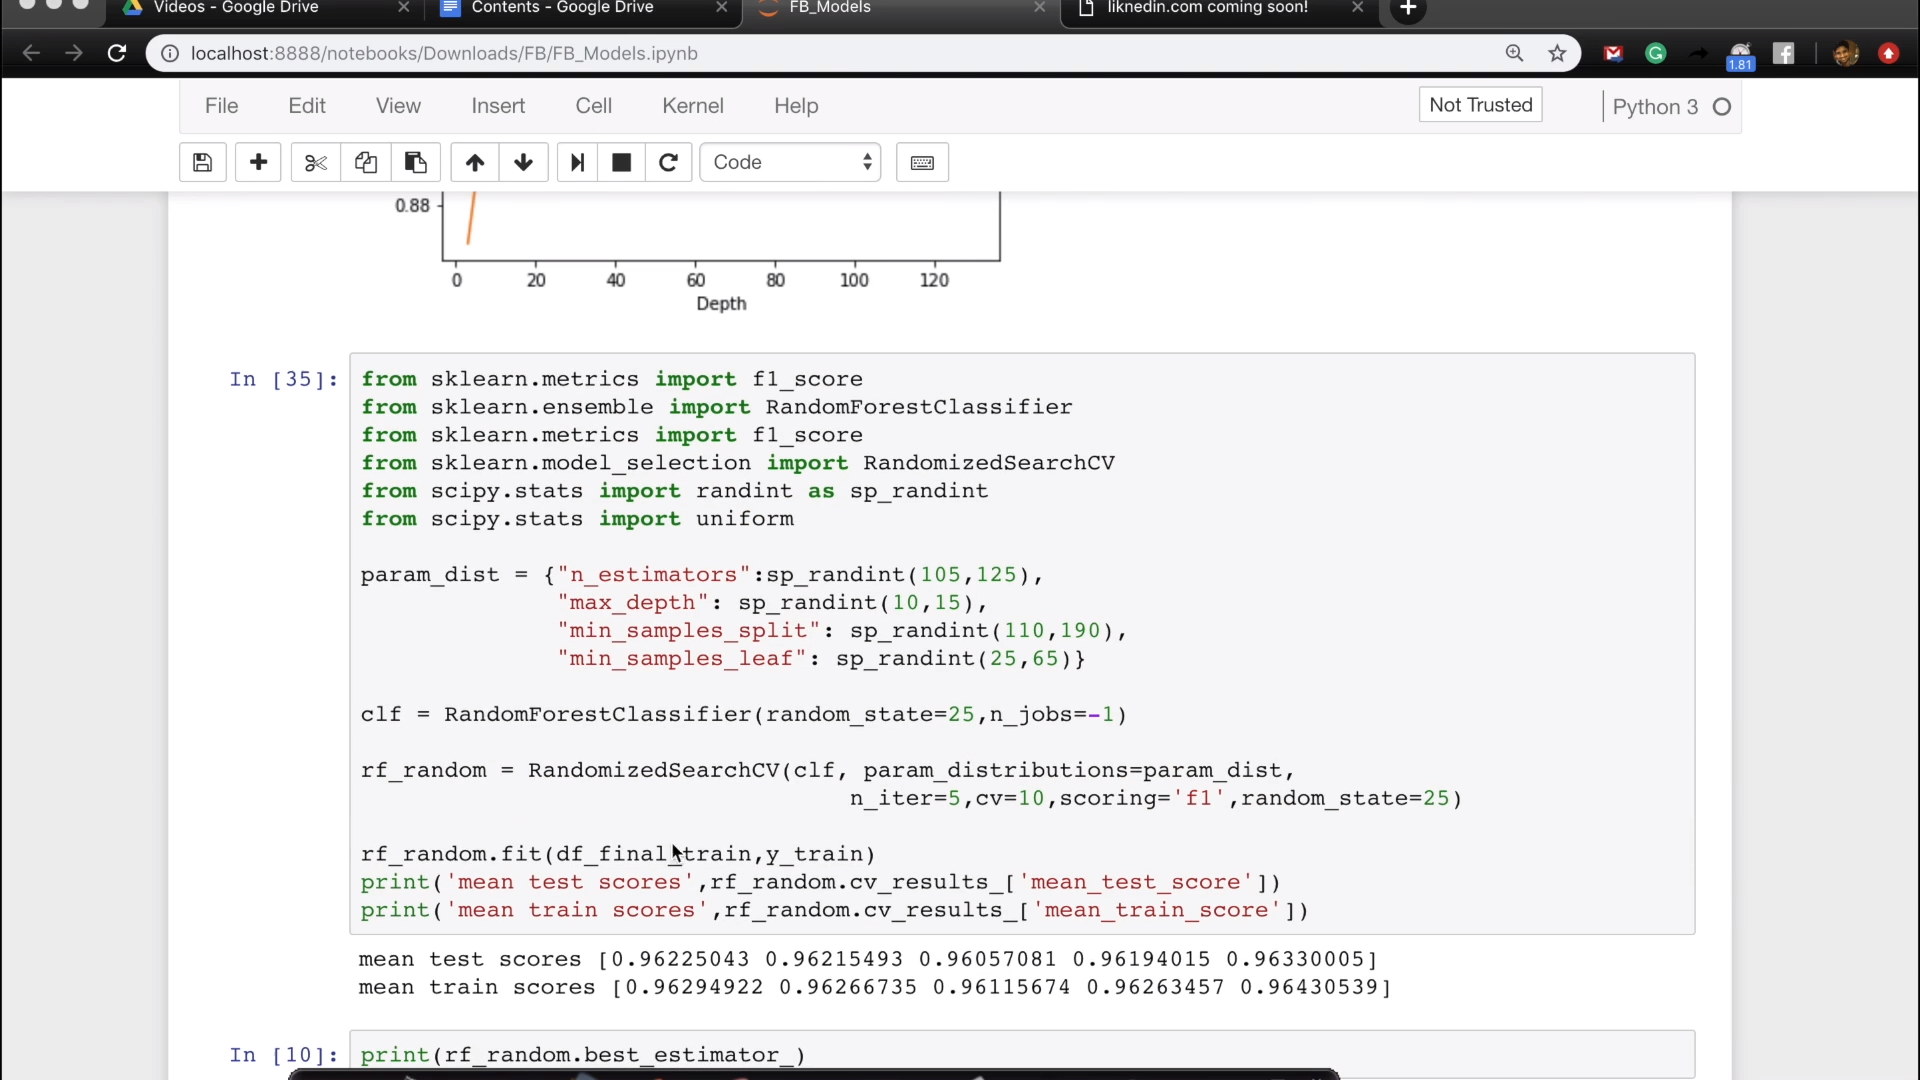 Videos - Google Drive
Contents - Google Drive
FB_Models
liknedin.com coming soon!
localhost:8888/notebooks/Downloads/FB/FB_Models.ipynb
1.81
File Edit View Insert Cell Kernel Help
Not Trusted
Python 3
Code
0.88
0 20 40 60 80 100 120
Depth
In [35]:
from sklearn.metrics import f1_score
from sklearn.ensemble import RandomForestClassifier
from sklearn.metrics import f1_score
from sklearn.model_selection import RandomizedSearchCV
from scipy.stats import randint as sp_randint
from scipy.stats import uniform
param_dist = {"n_estimators":sp_randint(105,125),
"max_depth": sp_randint(10,15),
"min_samples_split": sp_randint(110,190),
"min_samples_leaf": sp_randint(25,65)}
clf = RandomForestClassifier(random_state=25,n_jobs=-1)
rf_random = RandomizedSearchCV(clf, param_distributions=param_dist,
n_iter=5,cv=10,scoring='f1',random_state=25)
rf_random.fit(df_final_train,y_train)
print('mean test scores',rf_random.cv_results_['mean_test_score'])
print('mean train scores',rf_random.cv_results_['mean_train_score'])
mean test scores [0.96225043 0.96215493 0.96057081 0.96194015 0.96330005]
mean train scores [0.96294922 0.96266735 0.96115674 0.96263457 0.96430539]
In [10]:
print(rf_random.best_estimator_)